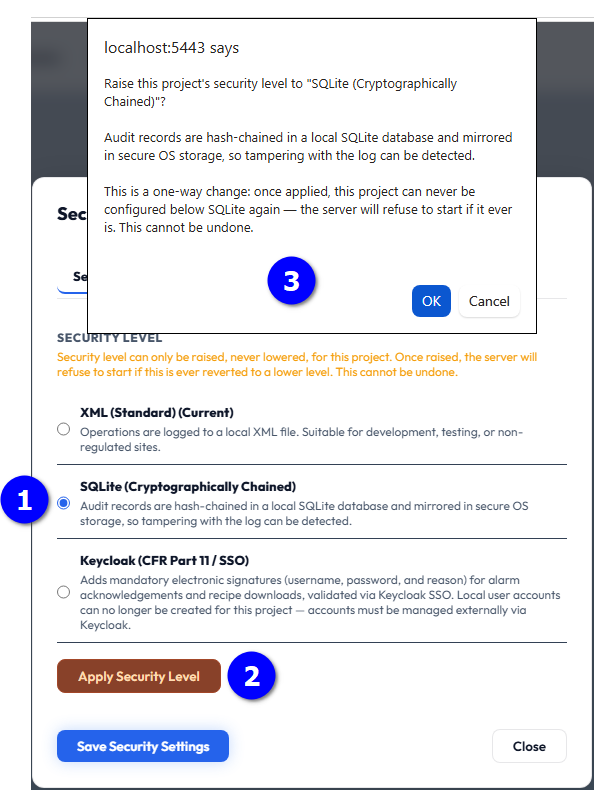 localhost:5443 says
Raise this project's security level to "SQLite (Cryptographically
Chained)"?
Audit records are hash-chained in a local SQLite database and mirrored
in secure OS storage, so tampering with the log can be detected.
This is a one-way change: once applied, this project can never be
configured below SQLite again — the server will refuse to start if it ever
is. This cannot be undone.
3
OK
Cancel
Sec
Se
SECURITY LEVEL
Security level can only be raised, never lowered, for this project. Once raised, the server will
refuse to start if this is ever reverted to a lower level. This cannot be undone.
XML (Standard) (Current)
Operations are logged to a local XML file. Suitable for development, testing, or non-
regulated sites.
1
SQLite (Cryptographically Chained)
Audit records are hash-chained in a local SQLite database and mirrored in secure OS
storage, so tampering with the log can be detected.
Keycloak (CFR Part 11 / SSO)
Adds mandatory electronic signatures (username, password, and reason) for alarm
acknowledgements and recipe downloads, validated via Keycloak SSO. Local user accounts
can no longer be created for this project — accounts must be managed externally via
Keycloak.
Apply Security Level
2
Save Security Settings
Close